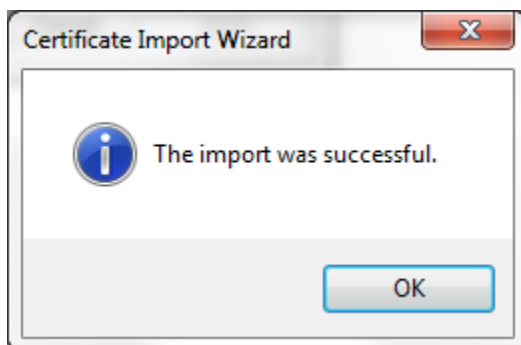 Certificate Import Wizard
The import was successful.
OK